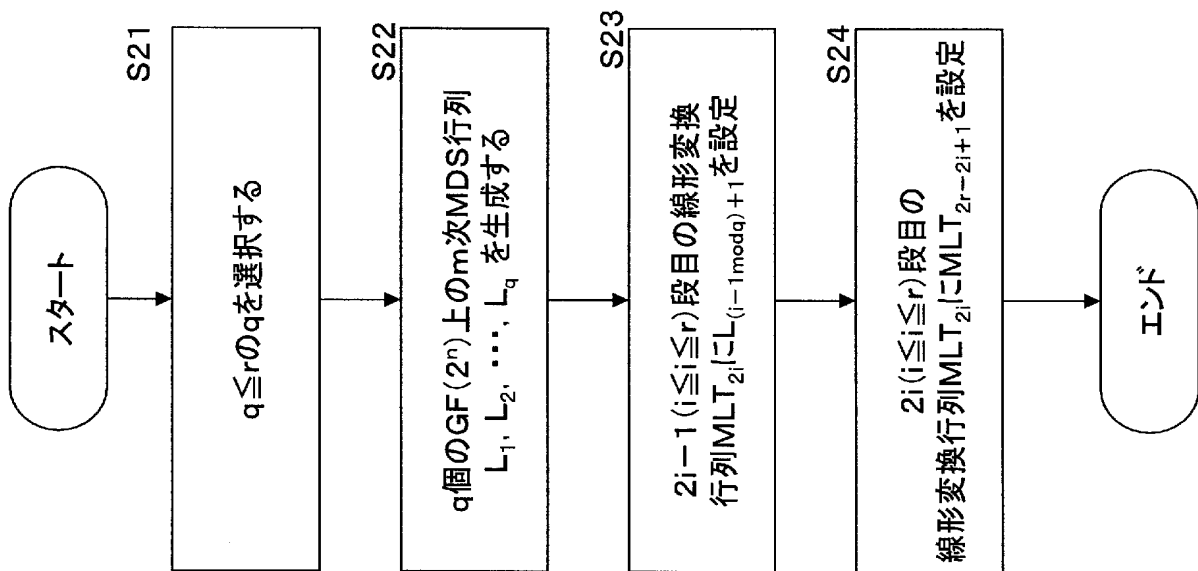 スタート
S21
q≦rのqを選択する
S22
q個のGF(2ⁿ)上のm次MDS行列
L₁, L₂, ・・・, L_q を生成する
S23
2i−1(i≦i≦r)段目の線形変換
行列MLT₂ᵢにL₍ᵢ₋₁modq₎₊₁を設定
S24
2i(i≦i≦r)段目の
線形変換行列MLT₂ᵢにMLT₂ᵣ₋₂ᵢ₊₁を設定
エンド